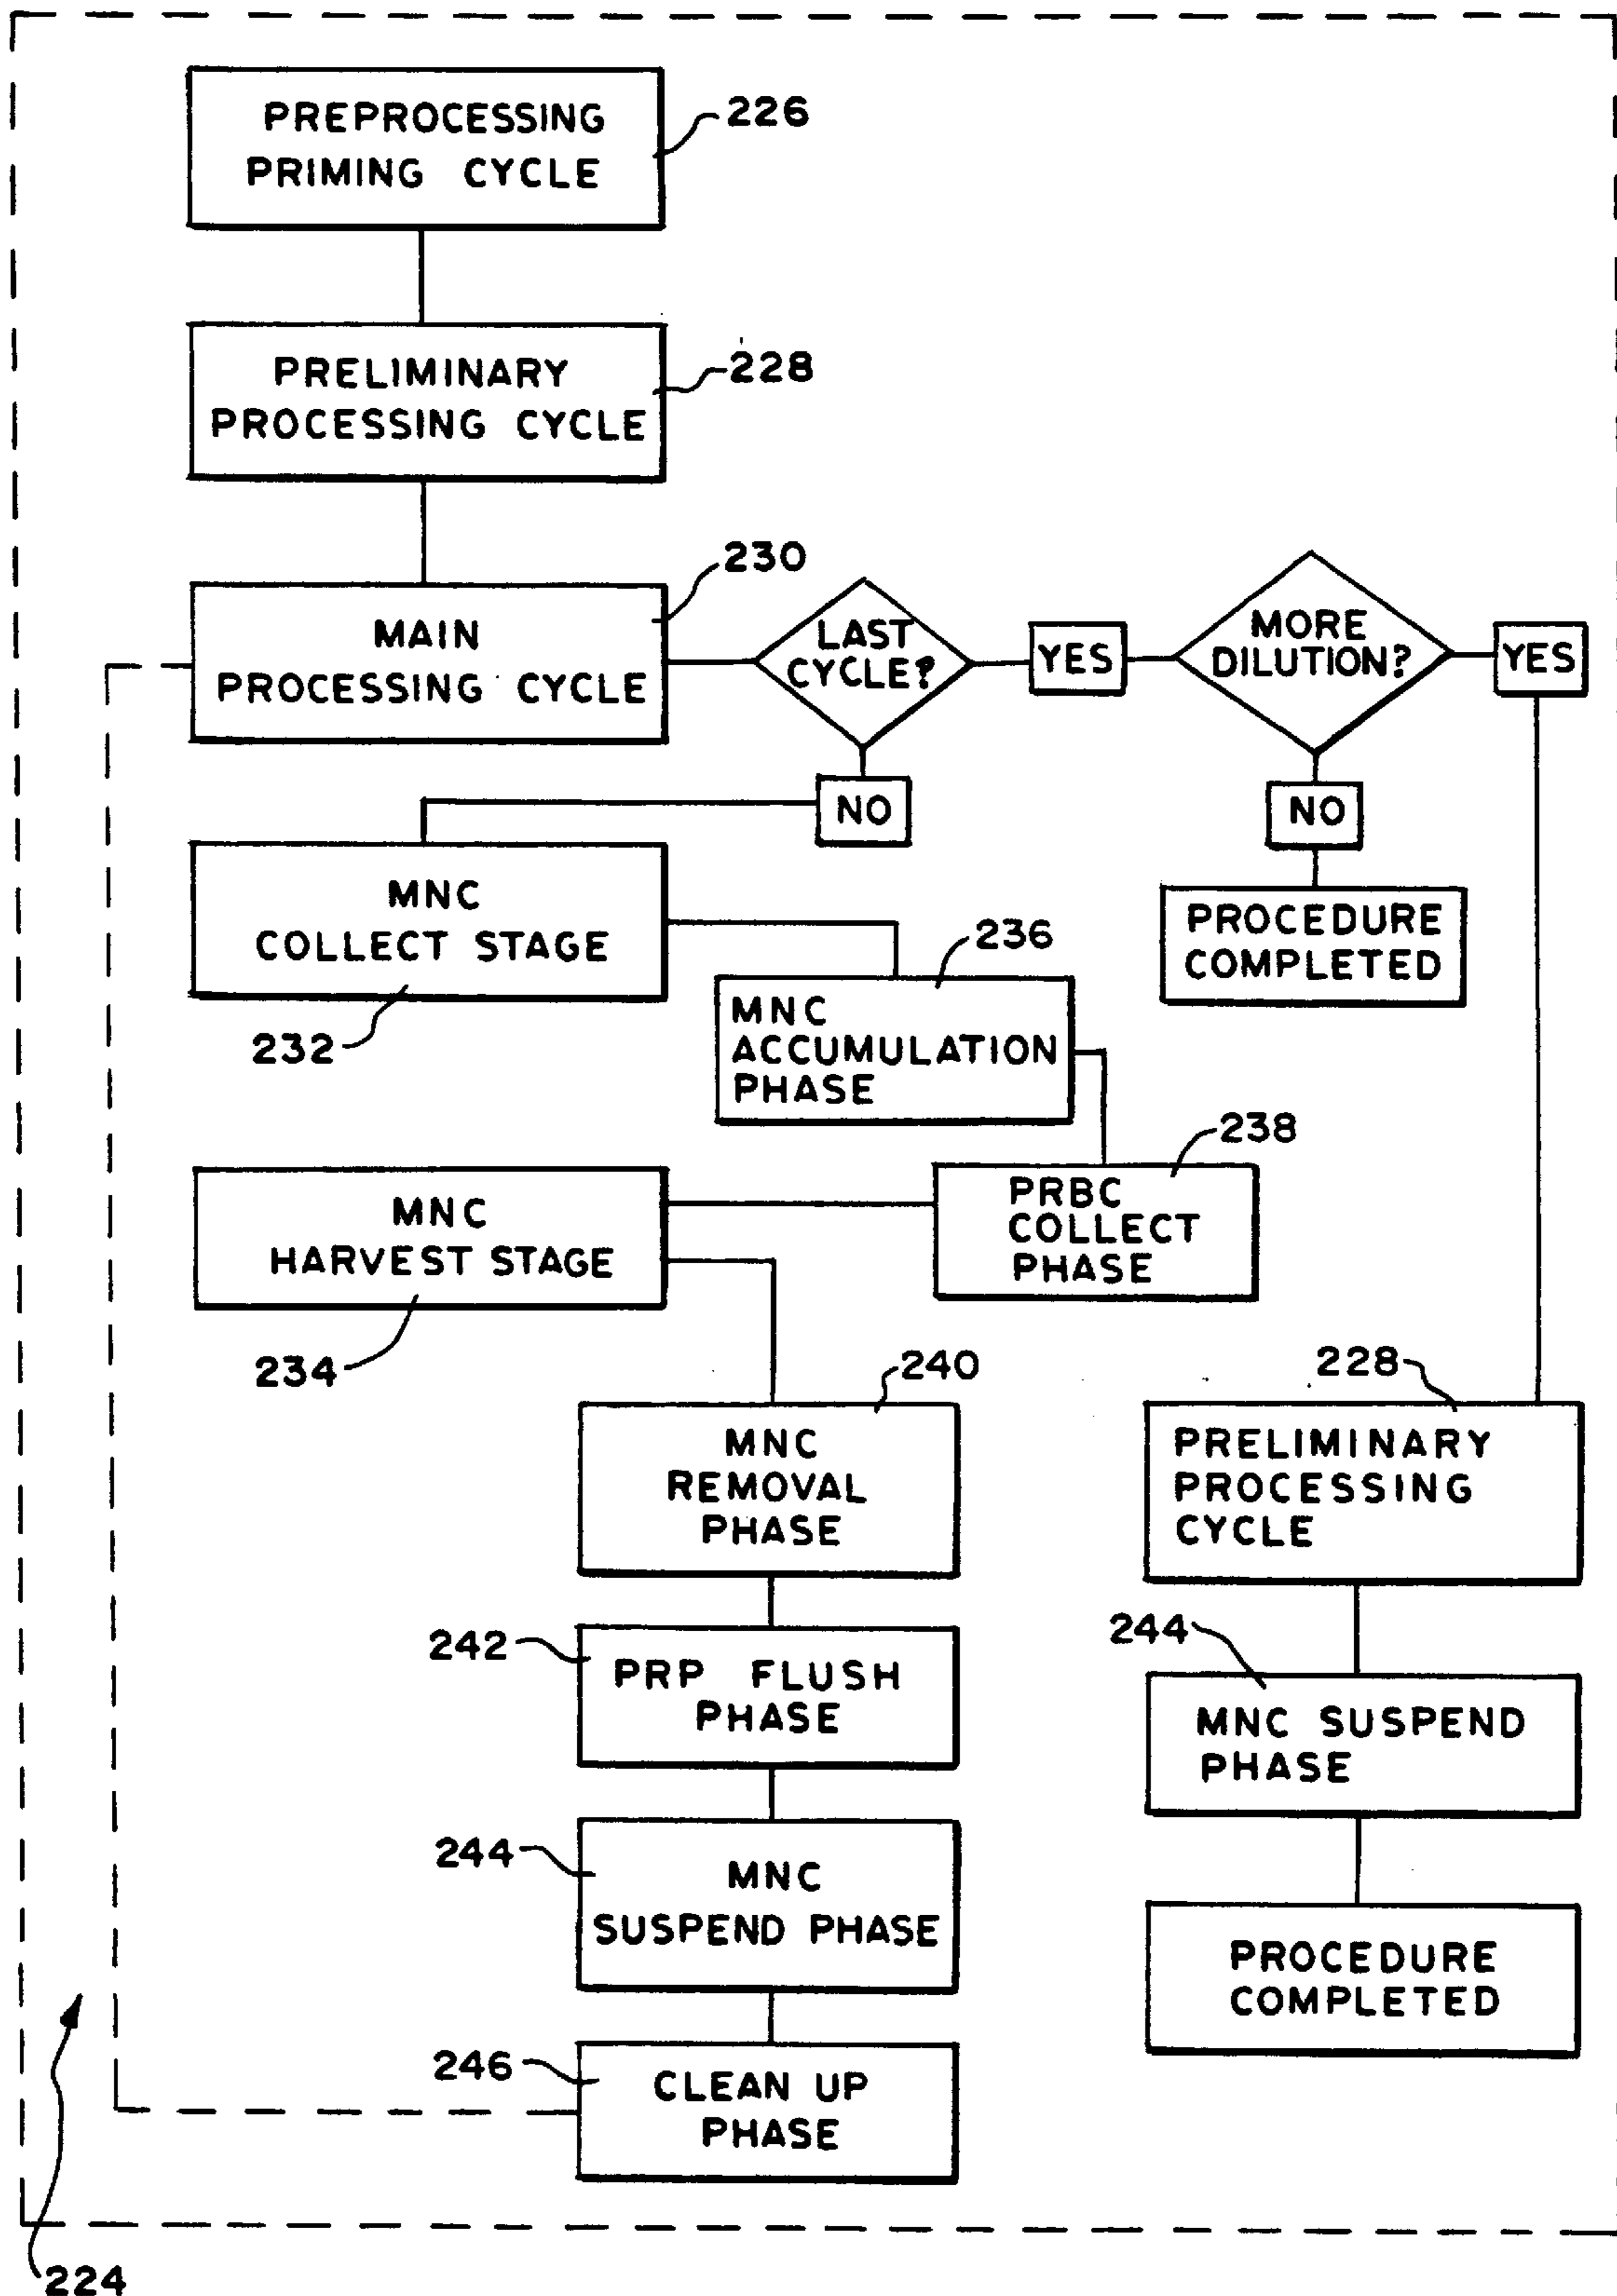 PREPROCESSING
PRIMING CYCLE
226
PRELIMINARY
PROCESSING CYCLE
228
MAIN
PROCESSING CYCLE
230
LAST
CYCLE?
YES
MORE
DILUTION?
YES
NO
NO
PROCEDURE
COMPLETED
MNC
COLLECT STAGE
232
236
MNC
ACCUMULATION
PHASE
238
PRBC
COLLECT
PHASE
MNC
HARVEST STAGE
234
240
MNC
REMOVAL
PHASE
242
PRP FLUSH
PHASE
244
MNC
SUSPEND PHASE
246
CLEAN UP
PHASE
228
PRELIMINARY
PROCESSING
CYCLE
244
MNC SUSPEND
PHASE
PROCEDURE
COMPLETED
224